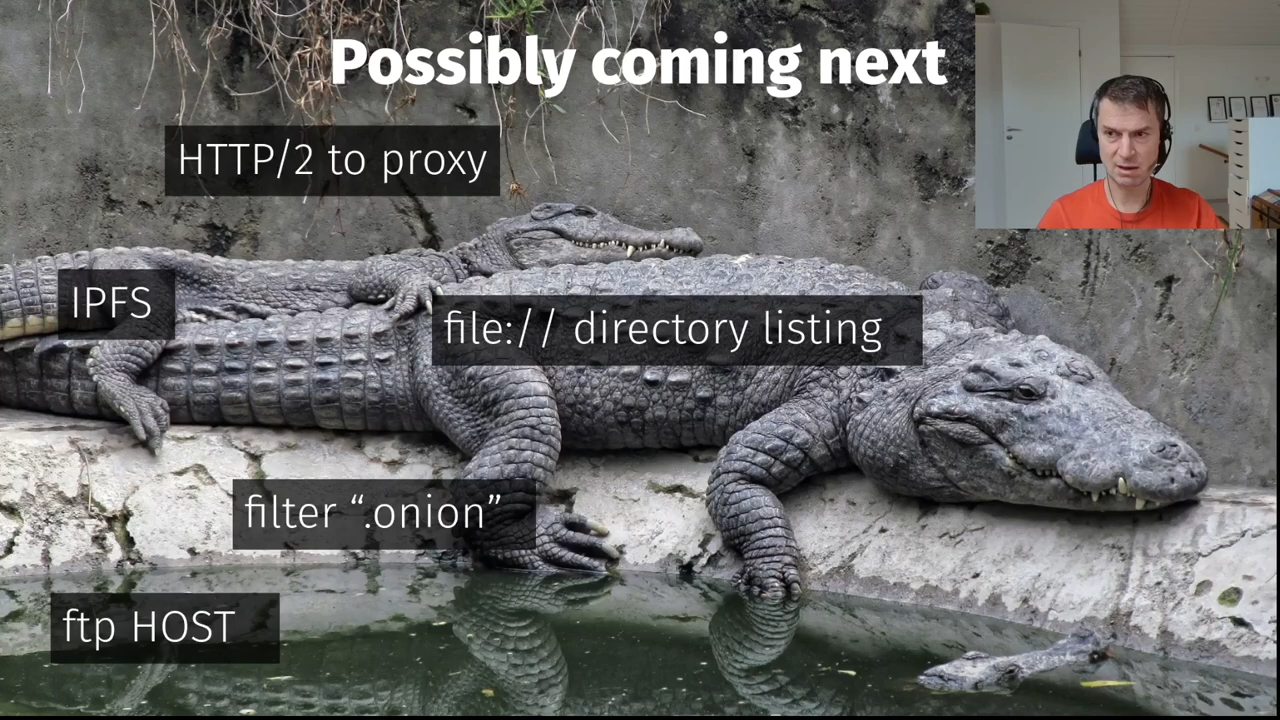 Possibly coming next
HTTP/2 to proxy
IPFS
file:// directory listing
filter “.onion”
ftp HOST